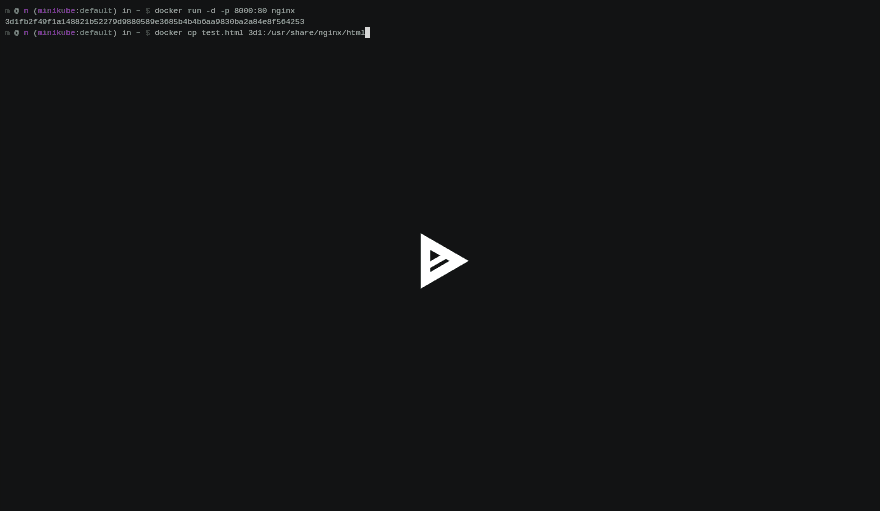 m @ m (minikube:default) in ~ $ docker run -d -p 8000:80 nginx
3d1fb2f49f1a148821b52279d9880589e3685b4b4b6aa9830ba2a84e8f564253
m @ m (minikube:default) in ~ $ docker cp test.html 3d1:/usr/share/nginx/html